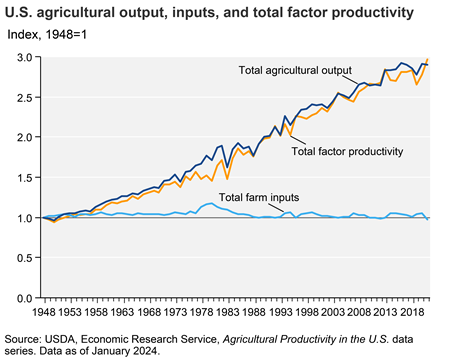 U.S. agricultural output, inputs, and total factor productivity
Index, 1948=1
3.0
2.5
2.0
1.5
1.0
0.5
0.0
Total agricultural output
Total factor productivity
Total farm inputs
1948 1953 1958 1963 1968 1973 1978 1983 1988 1993 1998 2003 2008 2013 2018
Source: USDA, Economic Research Service, Agricultural Productivity in the U.S. data
series. Data as of January 2024.